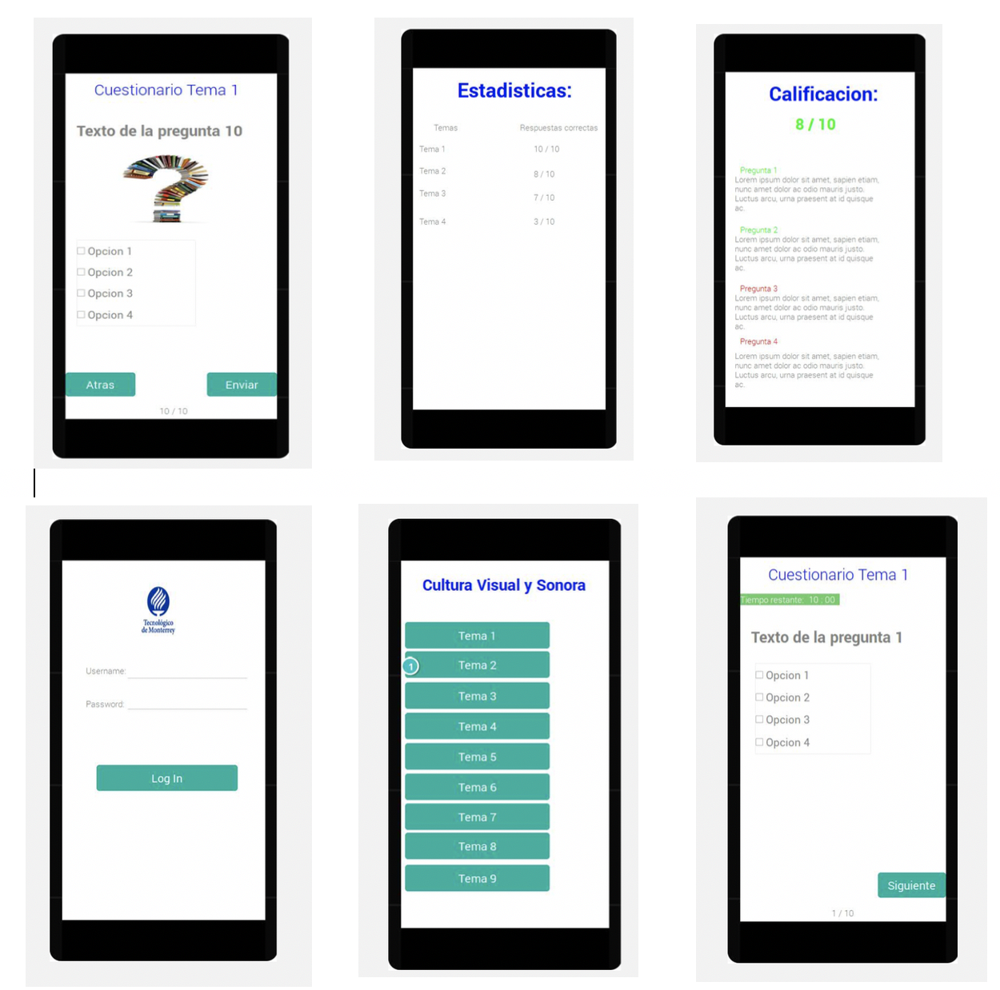 Cuestionario Tema 1
Texto de la pregunta 10
Opcion 1
Opcion 2
Opcion 3
Opcion 4
Atras
Enviar
10 / 10
Estadisticas:
Temas Respuestas correctas
Tema 1 10 / 10
Tema 2 8 / 10
Tema 3 7 / 10
Tema 4 3 / 10
Calificacion:
8 / 10
Pregunta 1
Lorem ipsum dolor sit amet, sapien etiam,
nunc amet dolor ac odio mauris justo.
Luctus arcu, urna praesent at id quisque
ac.
Pregunta 2
Lorem ipsum dolor sit amet, sapien etiam,
nunc amet dolor ac odio mauris justo.
Luctus arcu, urna praesent at id quisque
ac.
Pregunta 3
Lorem ipsum dolor sit amet, sapien etiam,
nunc amet dolor ac odio mauris justo.
Luctus arcu, urna praesent at id quisque
ac.
Pregunta 4
Lorem ipsum dolor sit amet, sapien etiam,
nunc amet dolor ac odio mauris justo.
Luctus arcu, urna praesent at id quisque
ac.
Tecnológico
de Monterrey
Username:
Password:
Log In
Cultura Visual y Sonora
Tema 1
1 Tema 2
Tema 3
Tema 4
Tema 5
Tema 6
Tema 7
Tema 8
Tema 9
Cuestionario Tema 1
Tiempo restante: 10 : 00
Texto de la pregunta 1
Opcion 1
Opcion 2
Opcion 3
Opcion 4
Siguiente
1 / 10